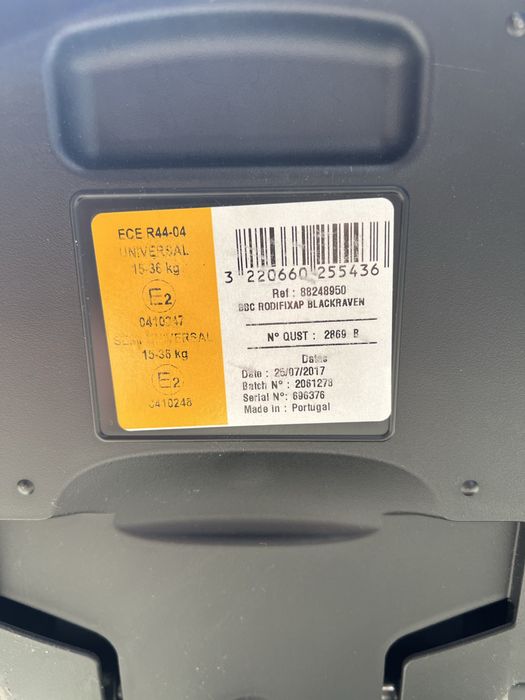 ECE R44-04
UNIVERSAL
15-36 kg
E2
0410247
SEMI UNIVERSAL
15-36 kg
E2
0410248
3 220660 255436
Ref : 88248950
BBC RODIFIXAP BLACKRAVEN
N° QUST : 2869 B
Dates
Date : 25/07/2017
Batch N° : 2061278
Serial N°: 696376
Made in : Portugal